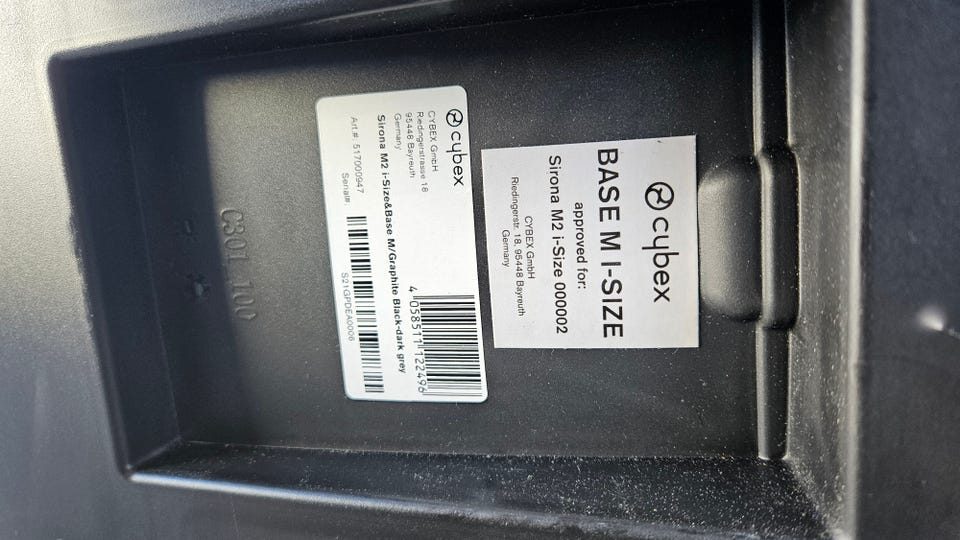 cybex
BASE M I-SIZE
approved for:
Sirona M2 i-Size 000002
CYBEX GmbH
Riedingerstr. 18, 95448 Bayreuth
Germany
cybex
CYBEX GmbH
Riedingerstrasse 18
95448 Bayreuth
Germany
4 058511 122496
Sirona M2 i-Size&Base M/Graphite Black-dark grey
Art.#: 517000947
Serial#:
S21GPDEA0006
C301 100